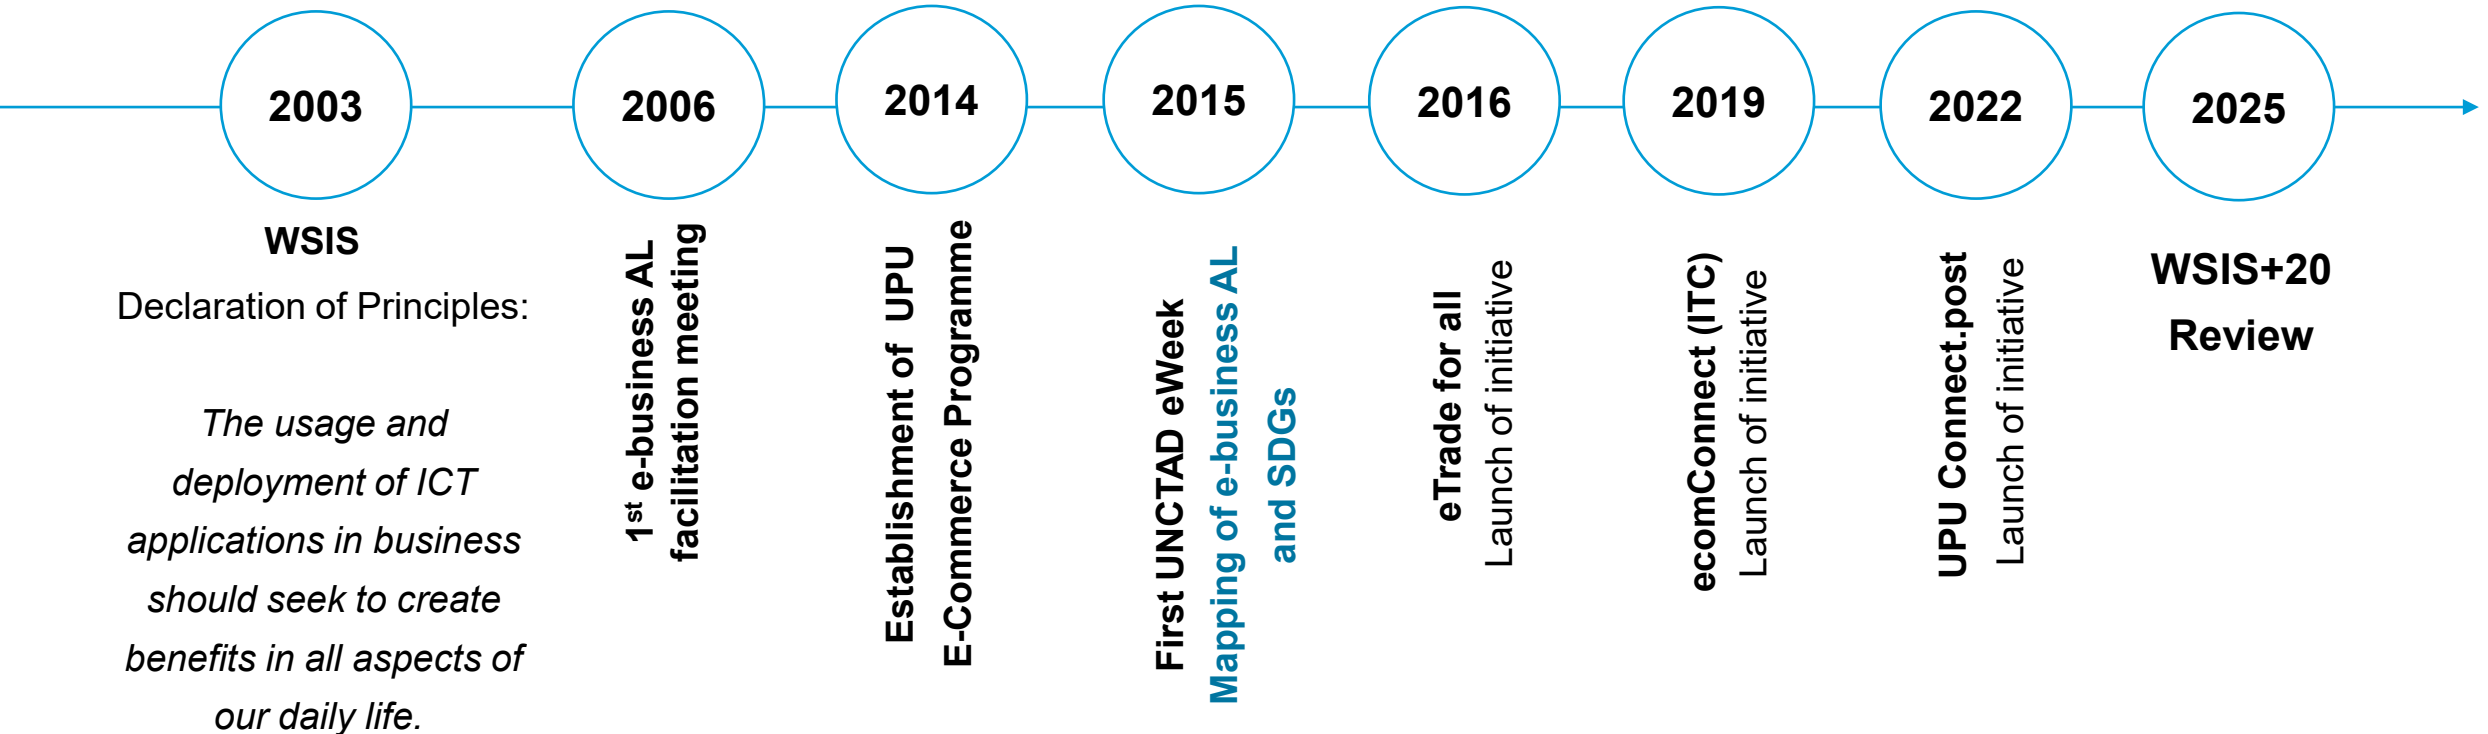 2003
2006
2014
2015
2016
2019
2022
2025
WSIS
Declaration of Principles:
The usage and
deployment of ICT
applications in business
should seek to create
benefits in all aspects of
our daily life.
1st e-business AL
facilitation meeting
Establishment of UPU
E-Commerce Programme
First UNCTAD eWeek
Mapping of e-business AL
and SDGs
eTrade for all
Launch of initiative
ecomConnect (ITC)
Launch of initiative
UPU Connect.post
Launch of initiative
WSIS+20
Review